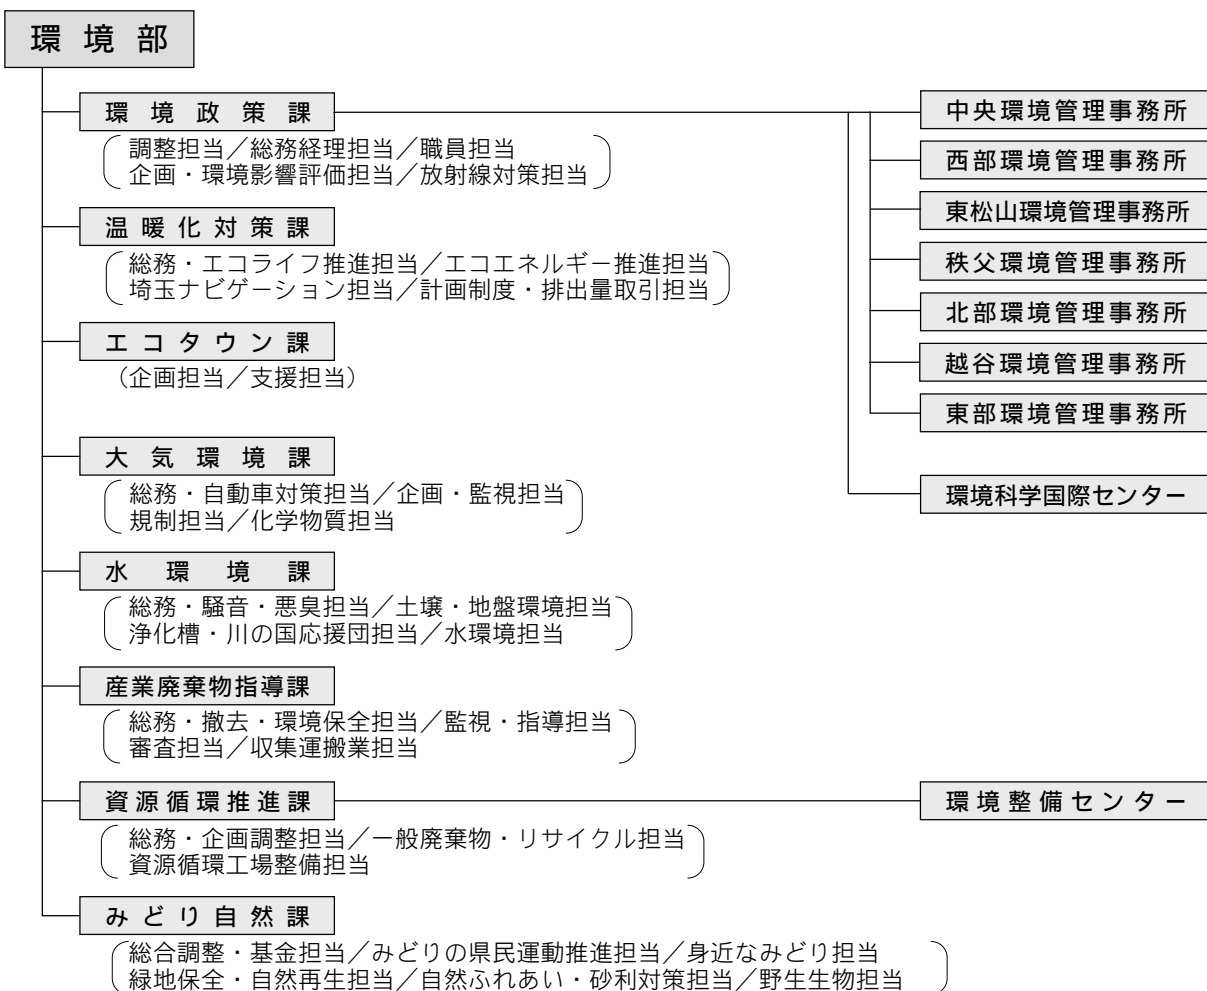 環境部
環境政策課
(調整担当／総務経理担当／職員担当
企画・環境影響評価担当／放射線対策担当)
温暖化対策課
(総務・エコライフ推進担当／エコエネルギー推進担当
埼玉ナビゲーション担当／計画制度・排出量取引担当)
エコタウン課
(企画担当／支援担当)
大気環境課
(総務・自動車対策担当／企画・監視担当
規制担当／化学物質担当)
水環境課
(総務・騒音・悪臭担当／土壌・地盤環境担当
浄化槽・川の国応援団担当／水環境担当)
産業廃棄物指導課
(総務・撤去・環境保全担当／監視・指導担当
審査担当／収集運搬業担当)
資源循環推進課
(総務・企画調整担当／一般廃棄物・リサイクル担当
資源循環工場整備担当)
みどり自然課
(総合調整・基金担当／みどりの県民運動推進担当／身近なみどり担当
緑地保全・自然再生担当／自然ふれあい・砂利対策担当／野生生物担当)
中央環境管理事務所
西部環境管理事務所
東松山環境管理事務所
秩父環境管理事務所
北部環境管理事務所
越谷環境管理事務所
東部環境管理事務所
環境科学国際センター
環境整備センター